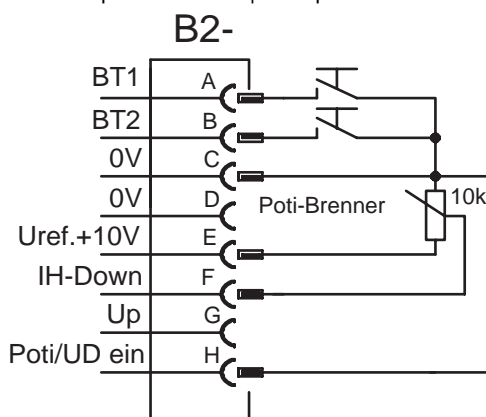 B2-
BT1 A
BT2 B
0V C
0V D Poti-Brenner 10k
Uref.+10V E
IH-Down F
Up G
Poti/UD ein H